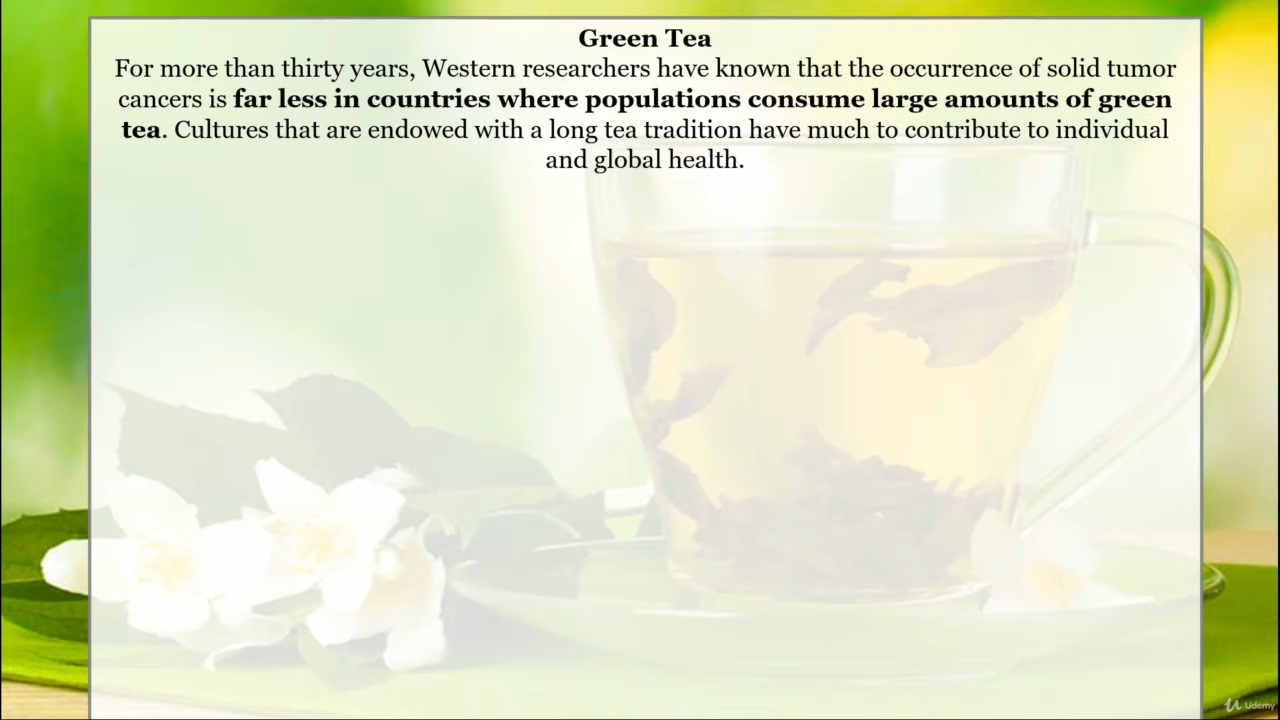 Green Tea
For more than thirty years, Western researchers have known that the occurrence of solid tumor
cancers is far less in countries where populations consume large amounts of green
tea. Cultures that are endowed with a long tea tradition have much to contribute to individual
and global health.
Udemy